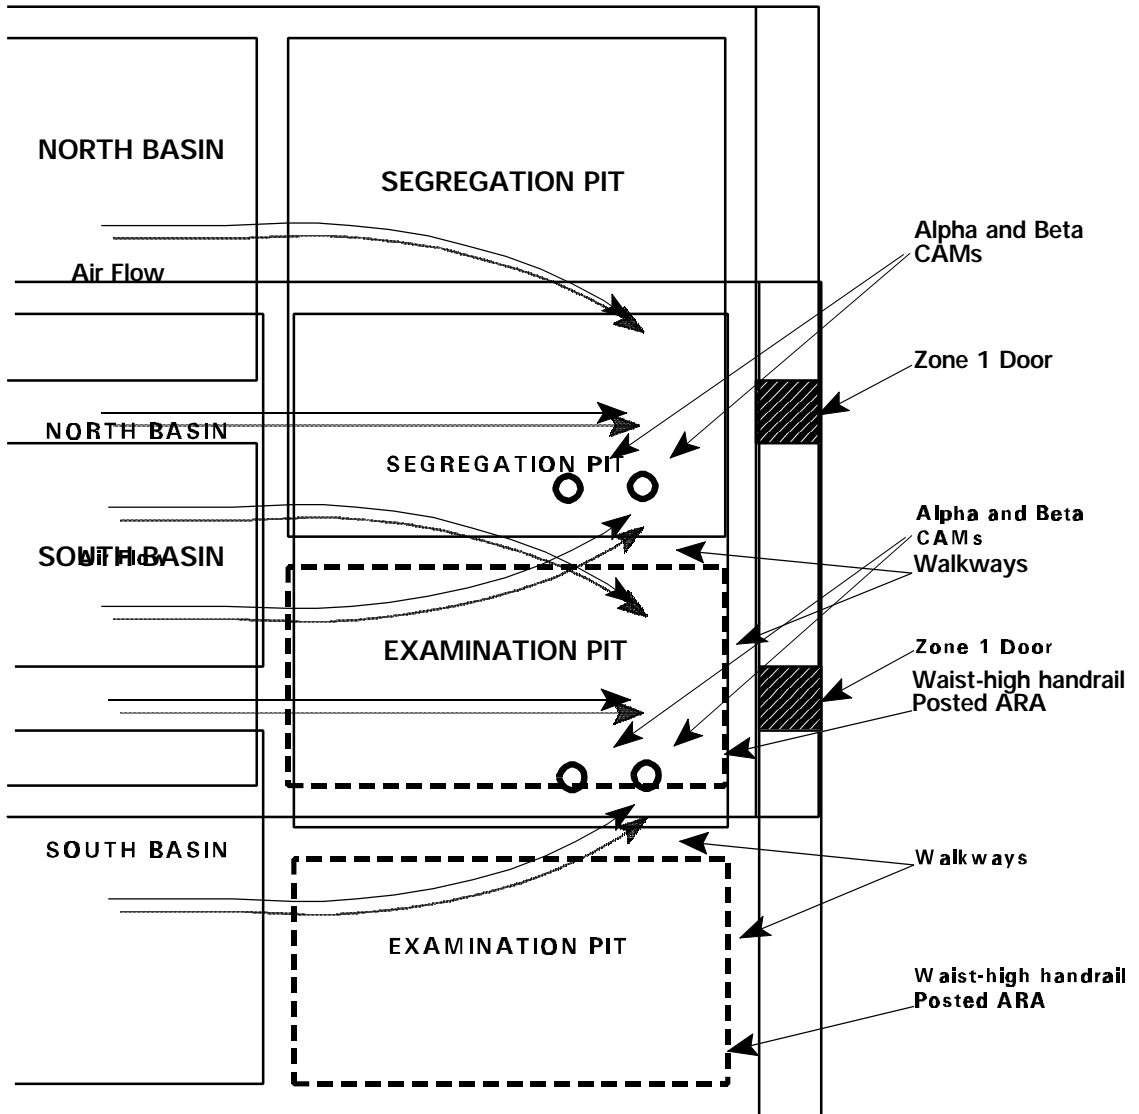 NORTH BASIN
SEGREGATION PIT
Alpha and Beta
CAMs
Air Flow
Zone 1 Door
NORTH BASIN
SEGREGATION PIT
Alpha and Beta
CAMs
SOUTH BASIN
Air Flow
Walkways
EXAMINATION PIT
Zone 1 Door
Waist-high handrail
Posted ARA
SOUTH BASIN
Walkways
EXAMINATION PIT
Waist-high handrail
Posted ARA